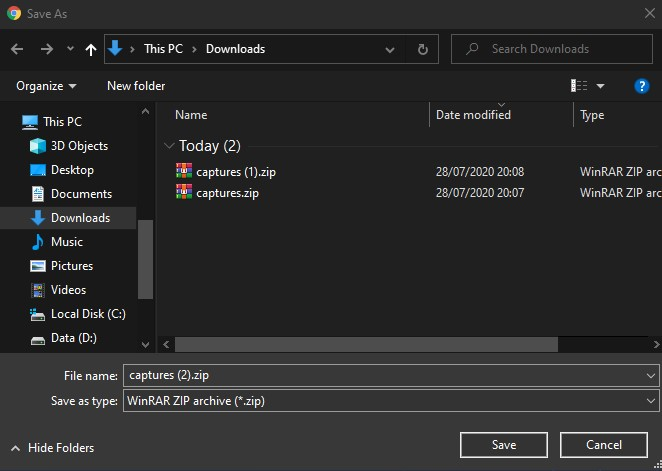 Save As
This PC > Downloads
Search Downloads
Organize New folder
?
Name Date modified Type
Today (2)
captures (1).zip 28/07/2020 20:08 WinRAR ZIP arc
captures.zip 28/07/2020 20:07 WinRAR ZIP arc
This PC
3D Objects
Desktop
Documents
Downloads
Music
Pictures
Videos
Local Disk (C:)
Data (D:)
File name: captures (2).zip
Save as type: WinRAR ZIP archive (*.zip)
Hide Folders Save Cancel